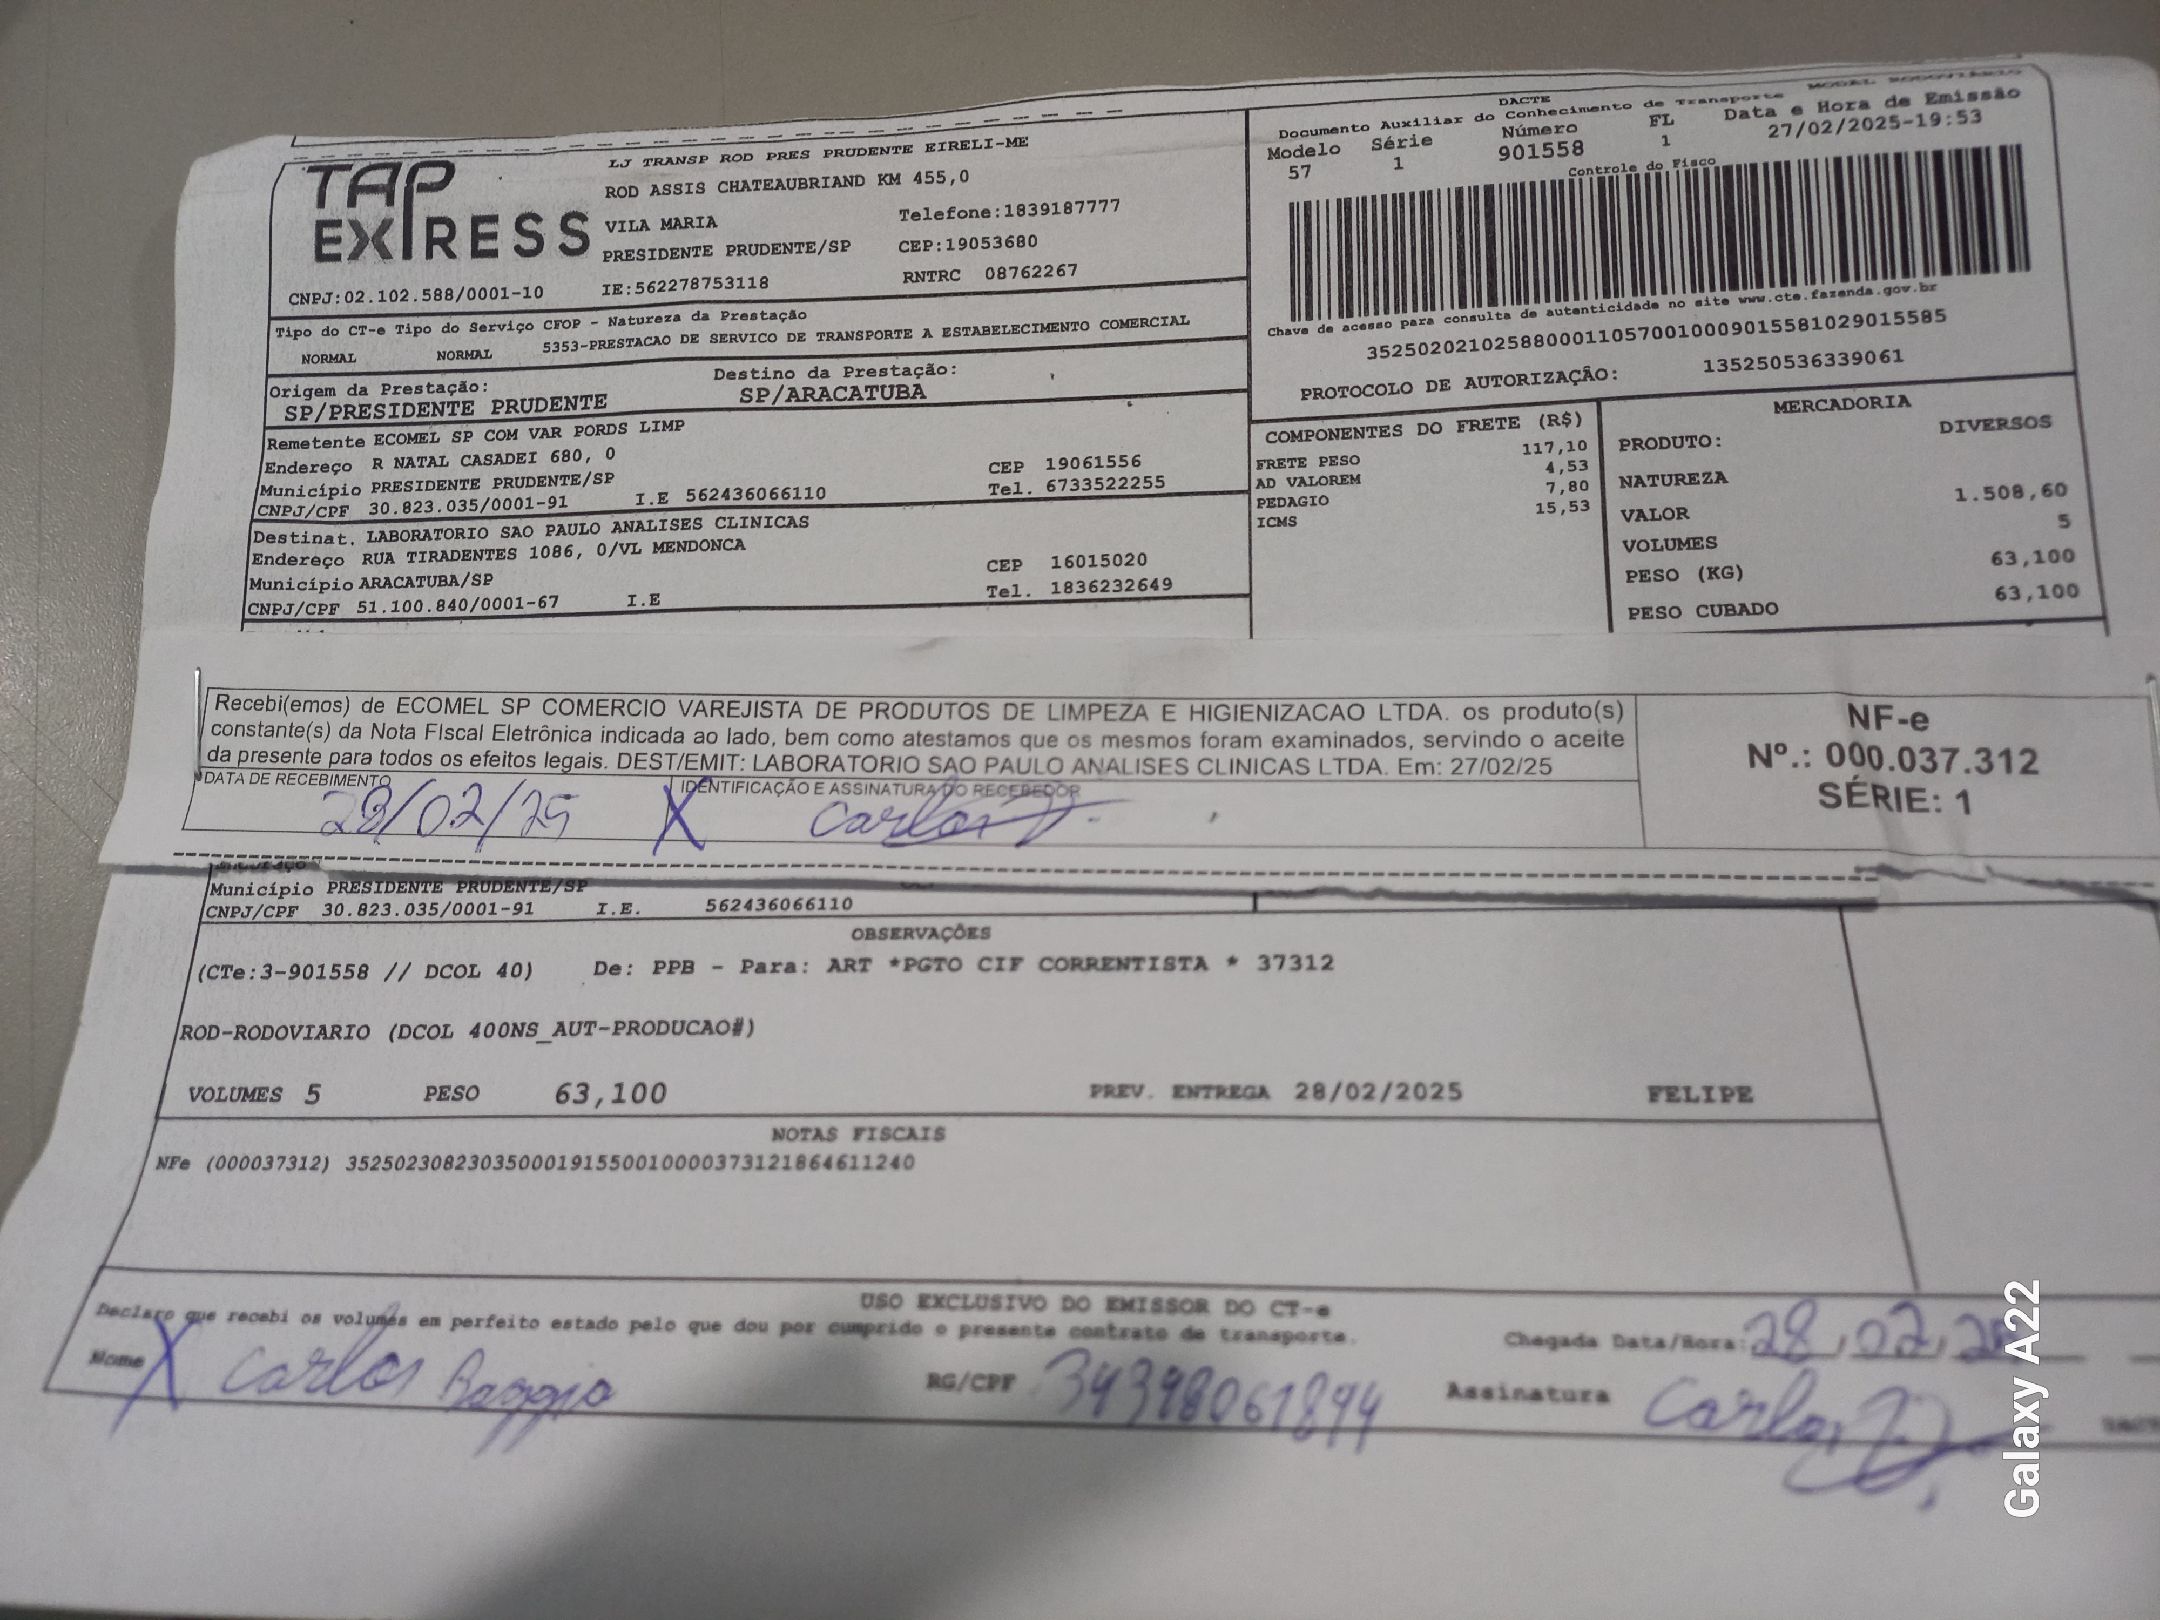 MODAL RODOVIÁRIO
DACTE
Documento Auxiliar do Conhecimento de Transporte
Modelo Série Número FL Data e Hora de Emissão
57 1 901558 1 27/02/2025-19:53
Controle do Fisco
TAP EXPRESS
LJ TRANSP ROD PRES PRUDENTE EIRELI-ME
ROD ASSIS CHATEAUBRIAND KM 455,0
VILA MARIA Telefone:1839187777
PRESIDENTE PRUDENTE/SP CEP:19053680
CNPJ:02.102.588/0001-10 IE:562278753118 RNTRC 08762267
Chave de acesso para consulta de autenticidade no site www.cte.fazenda.gov.br
35250202102588000110570010009015581029015585
PROTOCOLO DE AUTORIZAÇÃO: 135250536339061
Tipo do CT-e Tipo do Serviço CFOP - Natureza da Prestação
NORMAL NORMAL 5353-PRESTACAO DE SERVICO DE TRANSPORTE A ESTABELECIMENTO COMERCIAL
Origem da Prestação: Destino da Prestação:
SP/PRESIDENTE PRUDENTE SP/ARACATUBA
Remetente ECOMEL SP COM VAR PORDS LIMP
Endereço R NATAL CASADEI 680, 0 CEP 19061556
Município PRESIDENTE PRUDENTE/SP Tel. 6733522255
CNPJ/CPF 30.823.035/0001-91 I.E 562436066110
Destinat. LABORATORIO SAO PAULO ANALISES CLINICAS
Endereço RUA TIRADENTES 1086, 0/VL MENDONCA CEP 16015020
Município ARACATUBA/SP Tel. 1836232649
CNPJ/CPF 51.100.840/0001-67 I.E
COMPONENTES DO FRETE (R$)
FRETE PESO 117,10
AD VALOREM 4,53
PEDAGIO 7,80
ICMS 15,53
MERCADORIA
PRODUTO: DIVERSOS
NATUREZA
VALOR 1.508,60
VOLUMES 5
PESO (KG) 63,100
PESO CUBADO 63,100
Recebi(emos) de ECOMEL SP COMERCIO VAREJISTA DE PRODUTOS DE LIMPEZA E HIGIENIZACAO LTDA. os produto(s)
constante(s) da Nota FIscal Eletrônica indicada ao lado, bem como atestamos que os mesmos foram examinados, servindo o aceite
da presente para todos os efeitos legais. DEST/EMIT: LABORATORIO SAO PAULO ANALISES CLINICAS LTDA. Em: 27/02/25
DATA DE RECEBIMENTO IDENTIFICAÇÃO E ASSINATURA DO RECEBEDOR
28/02/25 X Carlos
NF-e
Nº.: 000.037.312
SÉRIE: 1
Município PRESIDENTE PRUDENTE/SP
CNPJ/CPF 30.823.035/0001-91 I.E. 562436066110
OBSERVAÇÕES
(CTe:3-901558 // DCOL 40) De: PPB - Para: ART *PGTO CIF CORRENTISTA * 37312
ROD-RODOVIARIO (DCOL 400NS_AUT-PRODUCAO#)
VOLUMES 5 PESO 63,100 PREV. ENTREGA 28/02/2025 FELIPE
NOTAS FISCAIS
NFe (000037312) 35250230823035000191550010000373121864611240
USO EXCLUSIVO DO EMISSOR DO CT-e
Declaro que recebi os volumes em perfeito estado pelo que dou por cumprido o presente contrato de transporte.
Chegada Data/Hora: 28,02,
Nome X Carlos Baggio RG/CPF 34398061894 Assinatura Carlos
Galaxy A22